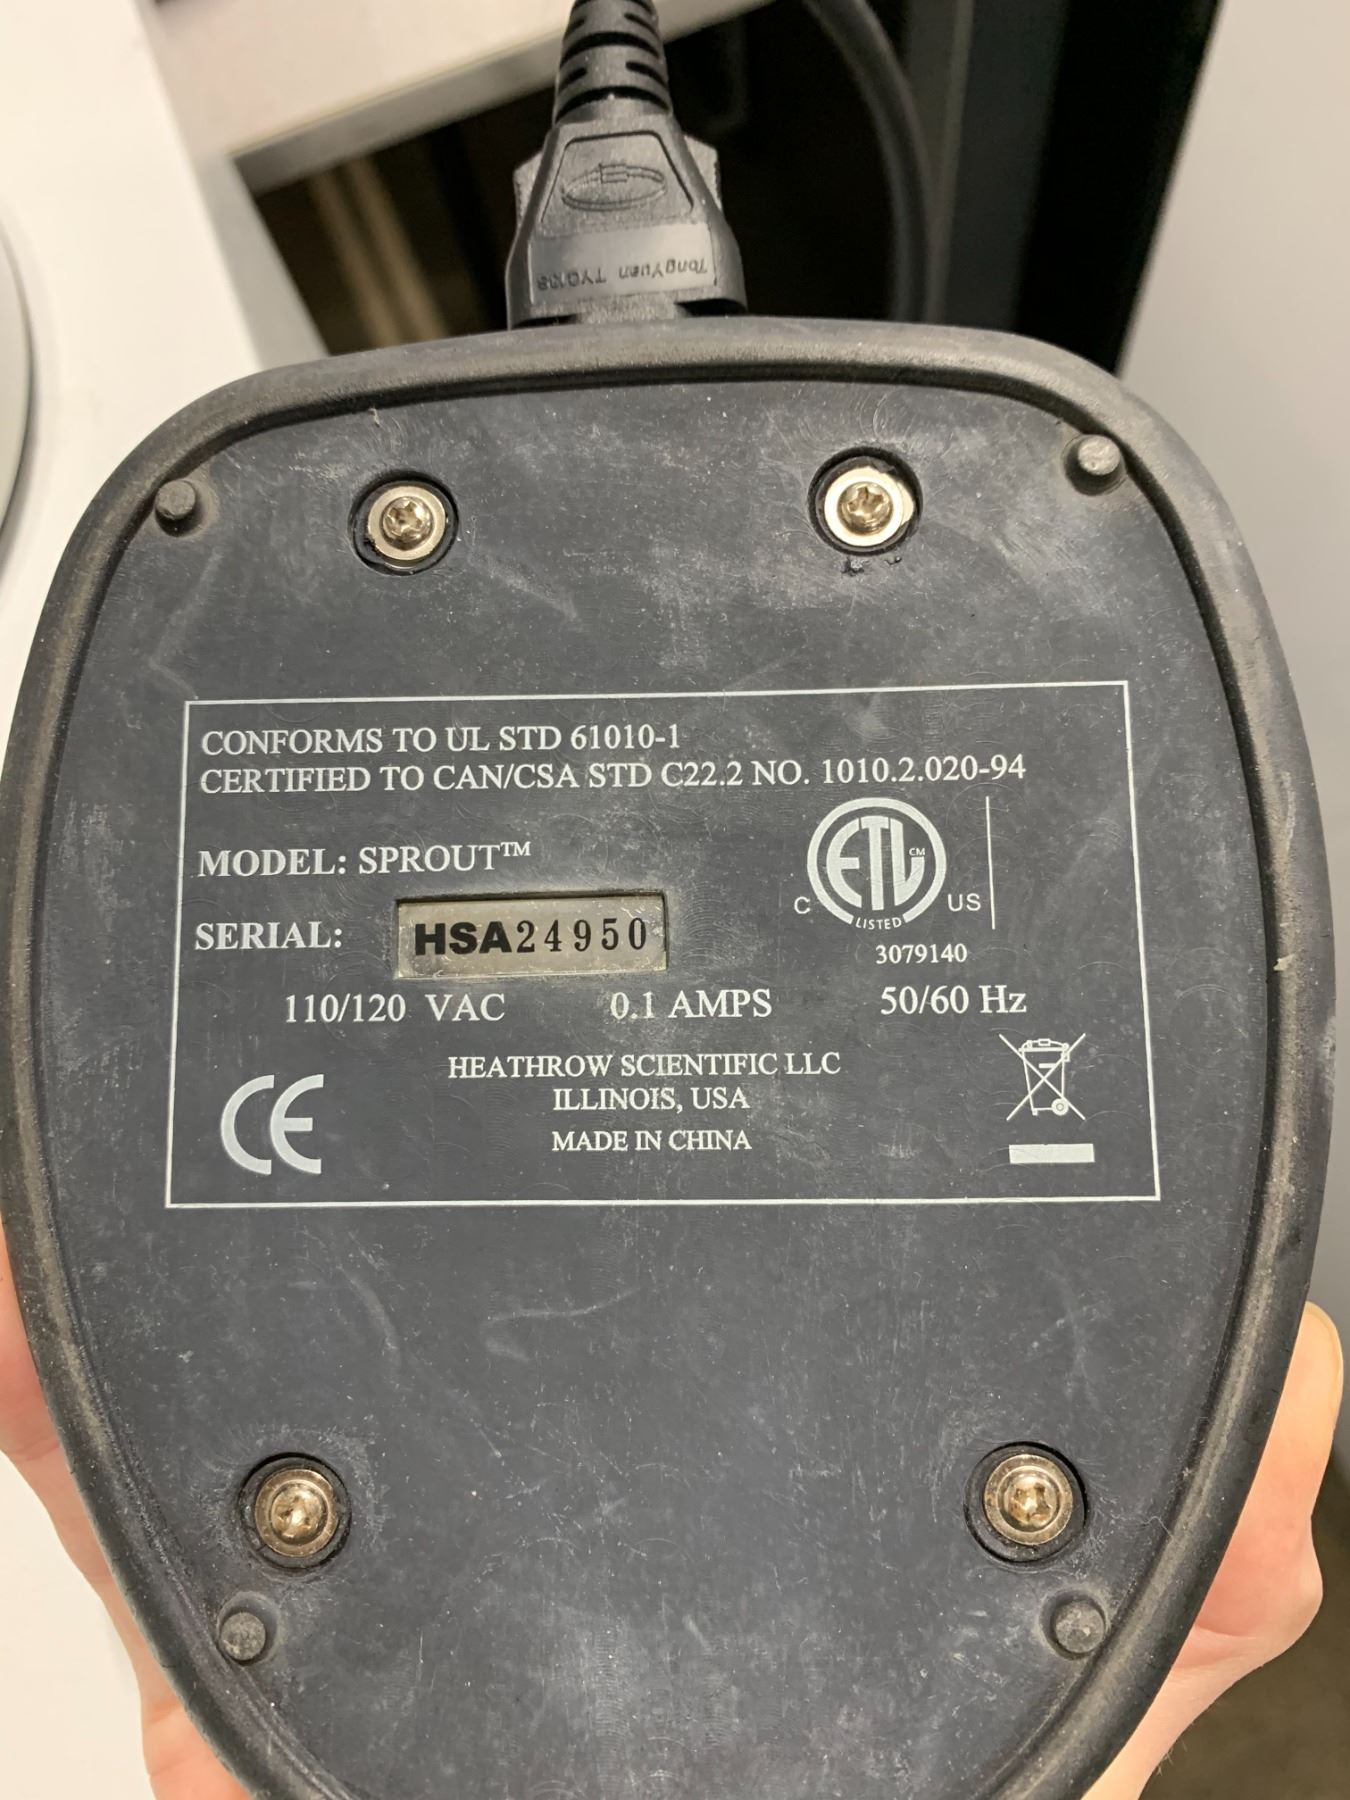 TongYuan TY013S
CONFORMS TO UL STD 61010-1
CERTIFIED TO CAN/CSA STD C22.2 NO. 1010.2.020-94
MODEL: SPROUT™
ETL CM
C US
LISTED
3079140
SERIAL: HSA24950
110/120 VAC 0.1 AMPS 50/60 Hz
HEATHROW SCIENTIFIC LLC
ILLINOIS, USA
MADE IN CHINA
CE